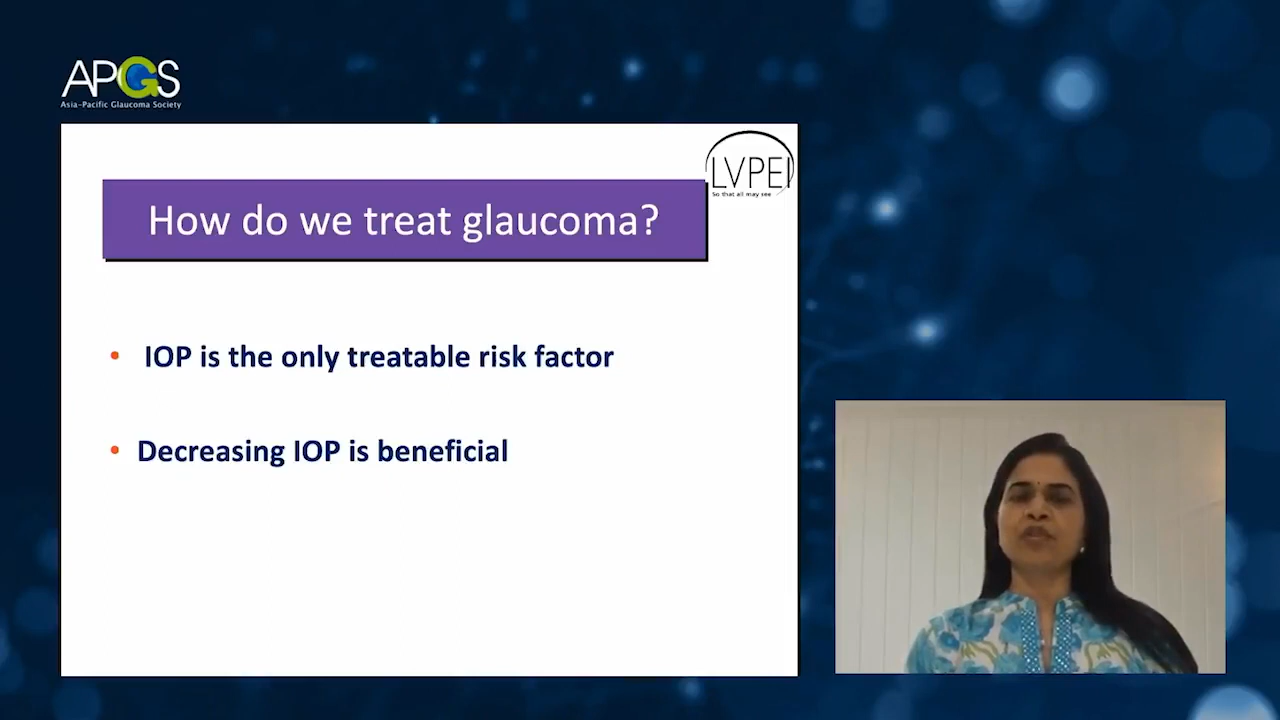 APGS
Asia-Pacific Glaucoma Society
LVPEI
So that all may see
How do we treat glaucoma?
• IOP is the only treatable risk factor
• Decreasing IOP is beneficial